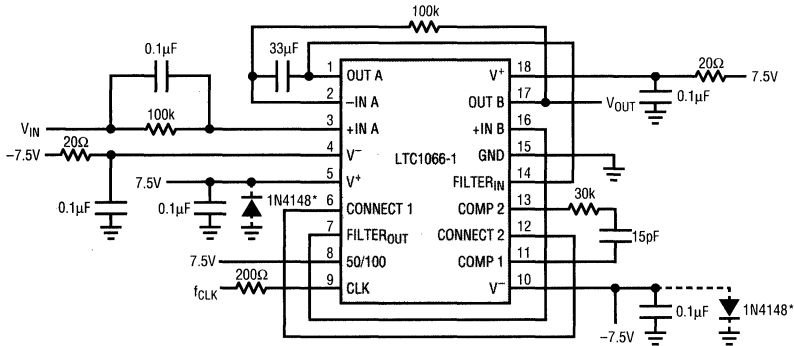 100k
0.1µF
33µF
1 OUT A V+ 18
20Ω
7.5V
2 –IN A OUT B 17
VOUT
0.1µF
VIN
100k
3 +IN A +IN B 16
–7.5V
20Ω
4 V– GND 15
LTC1066-1
7.5V
5 V+ FILTERIN 14
0.1µF
0.1µF
1N4148*
6 CONNECT 1 COMP 2 13
30k
7 FILTEROUT CONNECT 2 12
15pF
7.5V
8 50/100 COMP 1 11
fCLK
200Ω
9 CLK V– 10
0.1µF
1N4148*
–7.5V